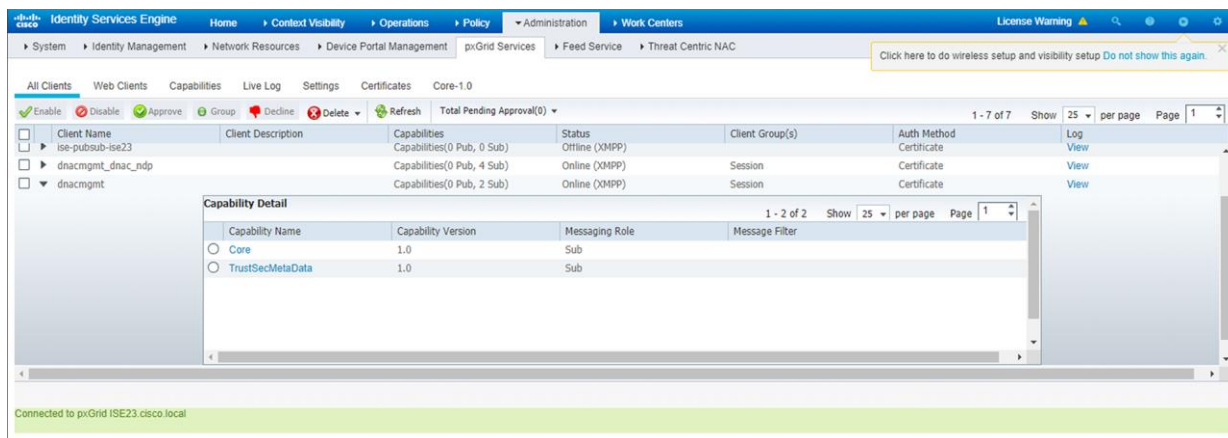 cisco Identity Services Engine Home Context Visibility Operations Policy Administration Work Centers License Warning
System Identity Management Network Resources Device Portal Management pxGrid Services Feed Service Threat Centric NAC
Click here to do wireless setup and visibility setup Do not show this again.
All Clients Web Clients Capabilities Live Log Settings Certificates Core-1.0
Enable Disable Approve Group Decline Delete Refresh Total Pending Approval(0) 1 - 7 of 7 Show 25 per page Page 1
Client Name Client Description Capabilities Status Client Group(s) Auth Method Log
ise-pubsub-ise23 Capabilities(0 Pub, 0 Sub) Offline (XMPP) Certificate View
dnacmgmt_dnac_ndp Capabilities(0 Pub, 4 Sub) Online (XMPP) Session Certificate View
dnacmgmt Capabilities(0 Pub, 2 Sub) Online (XMPP) Session Certificate View
Capability Detail 1 - 2 of 2 Show 25 per page Page 1
Capability Name Capability Version Messaging Role Message Filter
Core 1.0 Sub
TrustSecMetaData 1.0 Sub
Connected to pxGrid ISE23.cisco.local